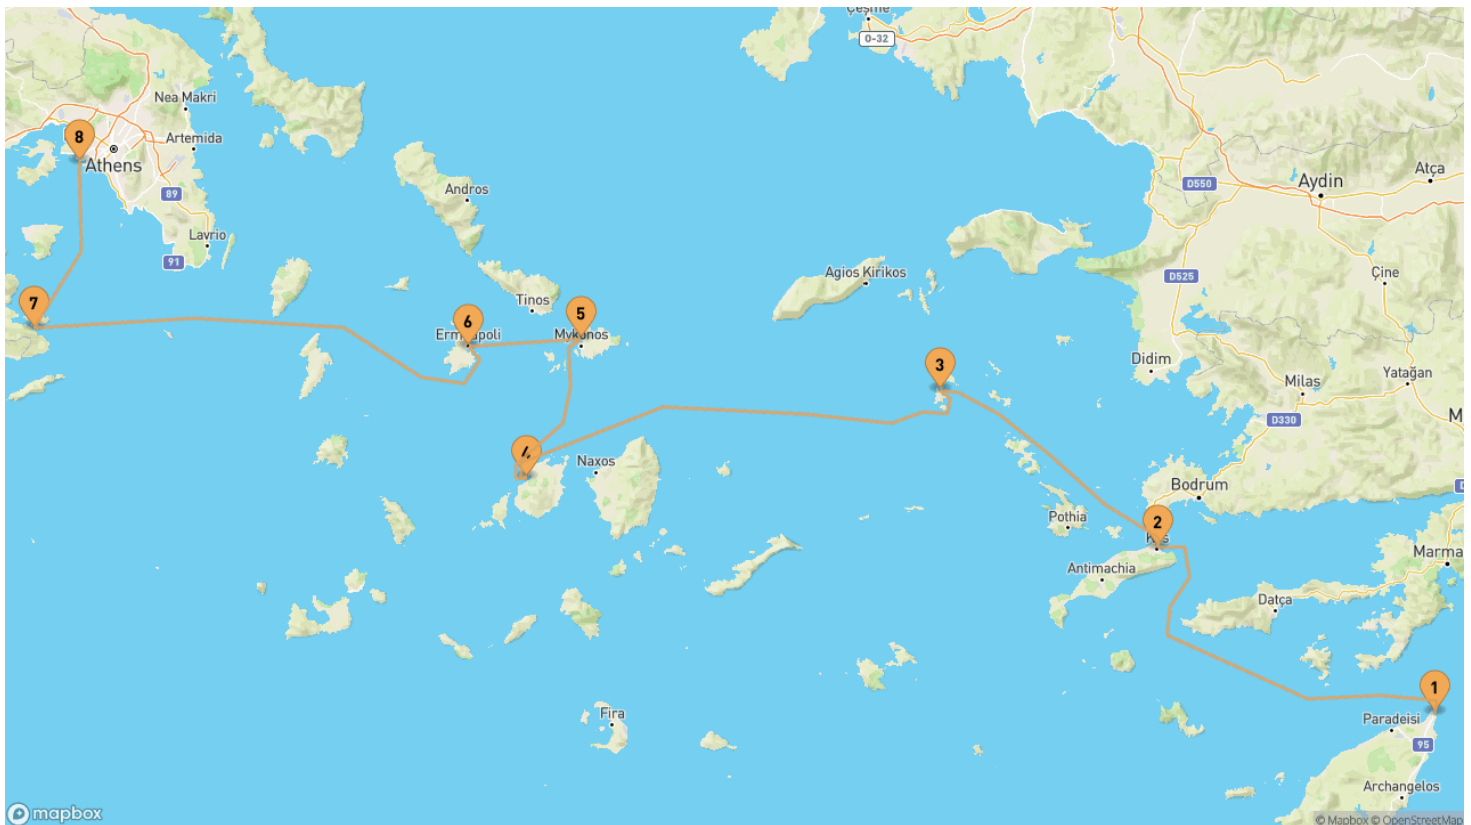 Çeşme
O-32
Nea Makri
8
Artemida
Athens
Atça
D550
Aydin
89
Andros
Lavrio
91
D525
Agios Kirikos
Çine
7
Tinos
6
5
Ermoupoli
Mykonos
3
Didim
Yatağan
Milas
D330
M
4
Naxos
Bodrum
D
Pothia
2
Kos
Marma
Antimachia
Datça
1
Fira
Paradeisi
95
Archangelos
mapbox
© Mapbox © OpenStreetMap